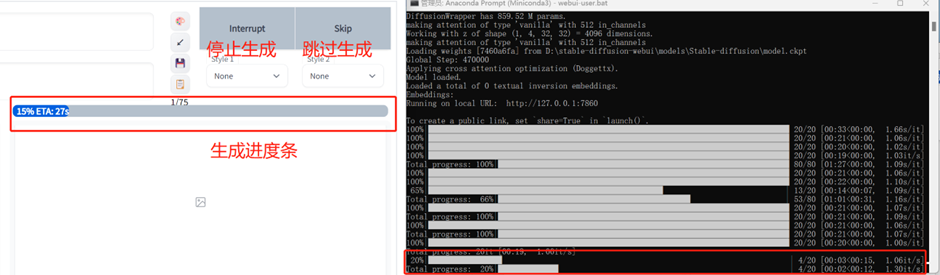 Interrupt
Skip
停止生成
跳过生成
Style 1
Style 2
None
None
1/75
15% ETA: 27s
生成进度条
管理员: Anaconda Prompt (Miniconda3) - webui-user.bat
DiffusionWrapper has 859.52 M params.
making attention of type 'vanilla' with 512 in_channels
Working with z of shape (1, 4, 32, 32) = 4096 dimensions.
making attention of type 'vanilla' with 512 in_channels
Loading weights [7460a6fa] from D:\stable-diffusion-webui\models\Stable-diffusion\model.ckpt
Global Step: 470000
Applying cross attention optimization (Doggettx).
Model loaded.
Loaded a total of 0 textual inversion embeddings.
Embeddings:
Running on local URL: http://127.0.0.1:7860
To create a public link, set `share=True` in `launch()`.
100% 20/20 [00:33<00:00, 1.66s/it]
100% 20/20 [00:21<00:00, 1.06s/it]
100% 20/20 [00:20<00:00, 1.02s/it]
100% 20/20 [00:19<00:00, 1.03it/s]
Total progress: 100% 80/80 [01:27<00:00, 1.09s/it]
100% 20/20 [00:21<00:00, 1.06s/it]
100% 20/20 [00:22<00:00, 1.10s/it]
65% 13/20 [00:14<00:07, 1.09s/it]
Total progress: 66% 53/80 [01:01<00:31, 1.16s/it]
100% 20/20 [00:21<00:00, 1.07s/it]
Total progress: 100% 20/20 [00:21<00:00, 1.09s/it]
100% 20/20 [00:21<00:00, 1.06s/it]
Total progress: 100% 20/20 [00:21<00:00, 1.07s/it]
100% 20/20 [00:20<00:00, 1.00s/it]
Total progress: 20it [00:19,
20% 4/20 [00:03<00:15, 1.06it/s]
Total progress: 20% 4/20 [00:02<00:12, 1.30it/s]